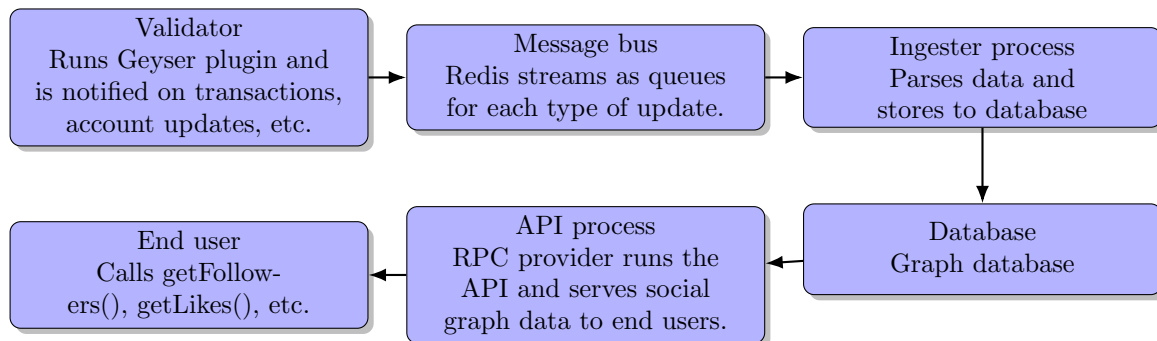 Validator
Runs Geyser plugin and
is notified on transactions,
account updates, etc.
Message bus
Redis streams as queues
for each type of update.
Ingester process
Parses data and
stores to database
End user
Calls getFollow-
ers(), getLikes(), etc.
API process
RPC provider runs the
API and serves social
graph data to end users.
Database
Graph database